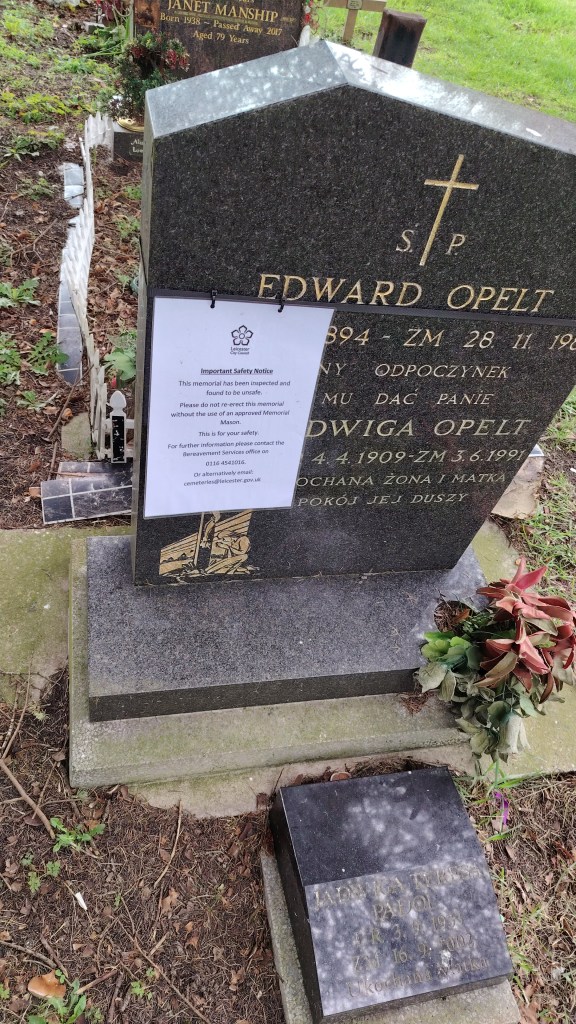 JANET MANSHIP
Born 1938 - Passed Away 2017
Aged 79 Years
S. P.
EDWARD OPELT
894 - ZM 28 11
NY ODPOCZYNEK
MU DAĆ PANIE
DWIGA OPELT
4.4.1909-ZM 3.6.1991
OCHANA ŻONA I MATKA
POKÓJ JEJ DUSZY
Leicester
City Council
Important Safety Notice
This memorial has been inspected and
found to be unsafe.
Please do not re-erect this memorial
without the use of an approved Memorial
Mason.
This is for your safety.
For further information please contact the
Bereavement Services office on
0116 4541016.
Or alternatively email:
cemeteries@leicester.gov.uk
JADWIGA TERESA